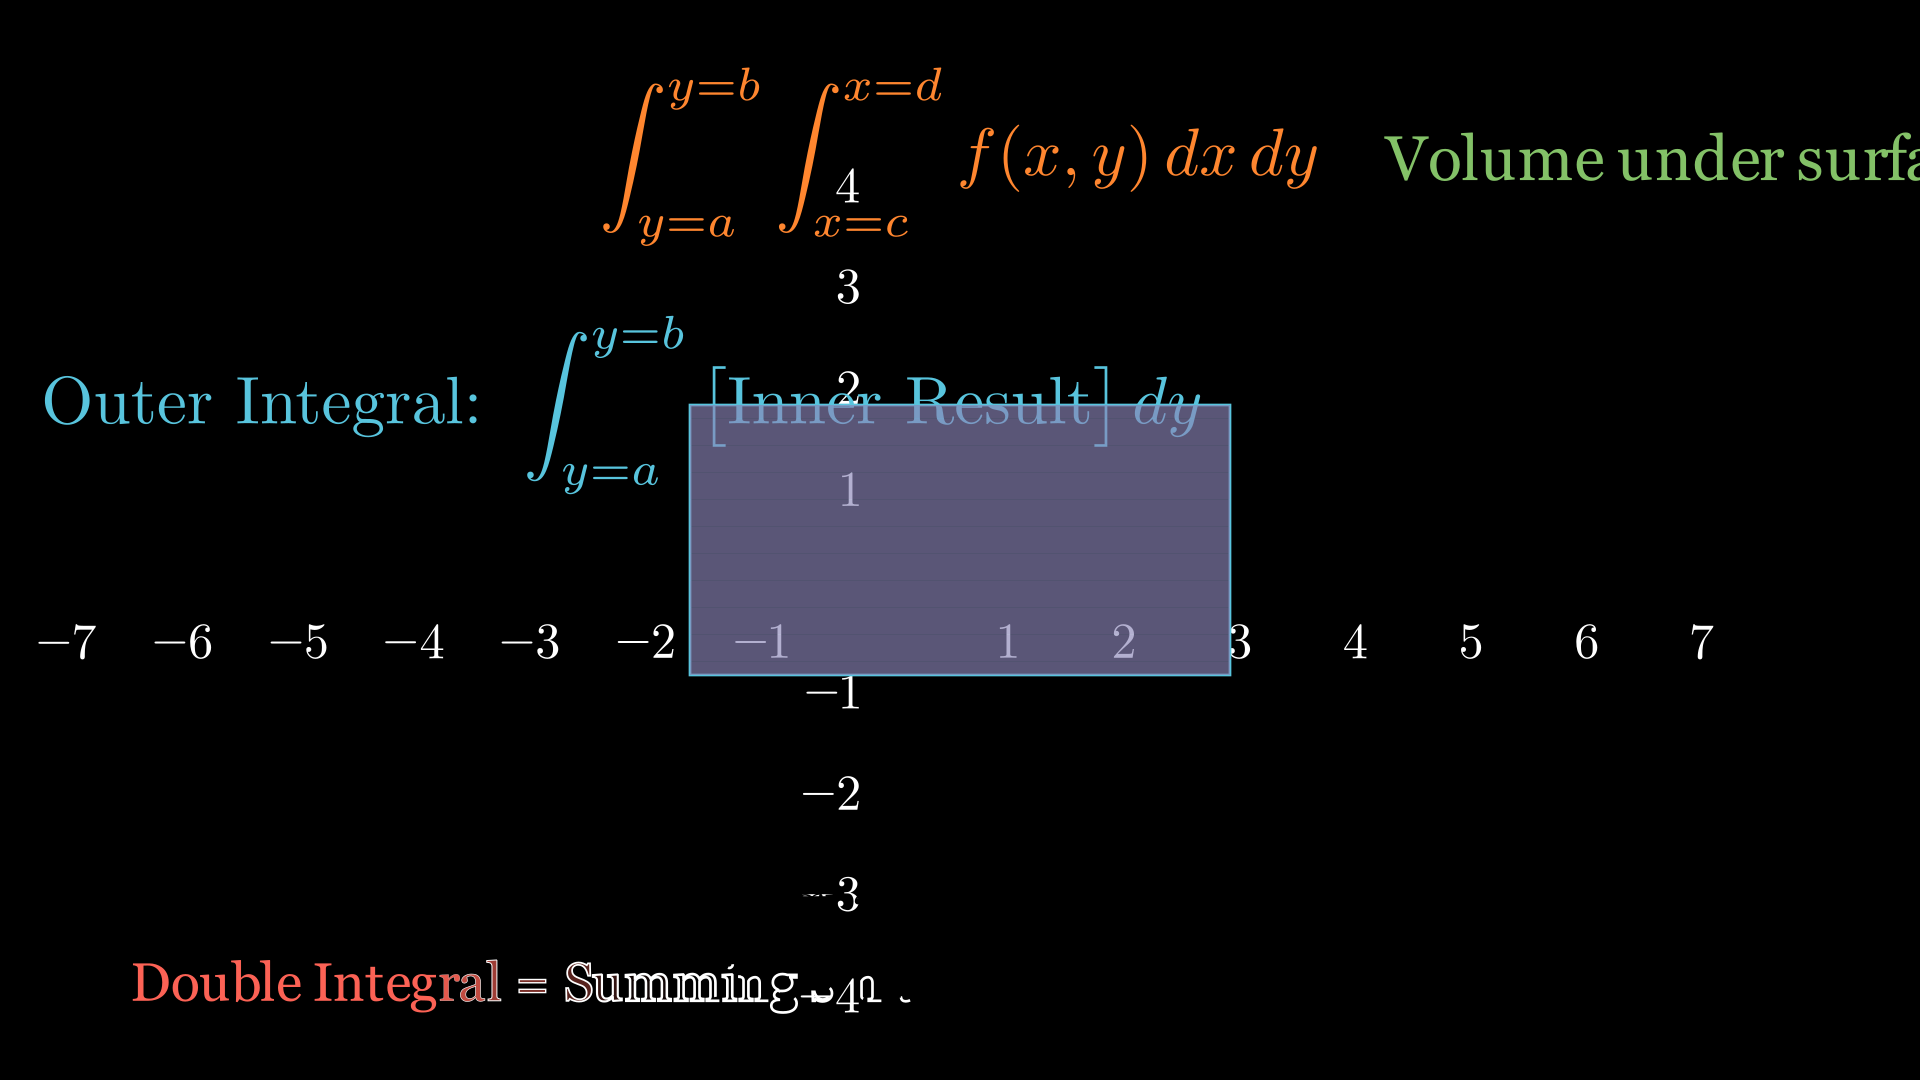 ∫_{y=a}^{y=b} ∫_{x=c}^{x=d} f(x, y) dx dy Volume under
4
3
Outer Integral: ∫_{y=a}^{y=b} [Inner Result] dy
2
1
−7 −6 −5 −4 −3 −2 −1 1 2 3 4 5 6 7
−1
−2
−3
Double Integral = Summing
−4